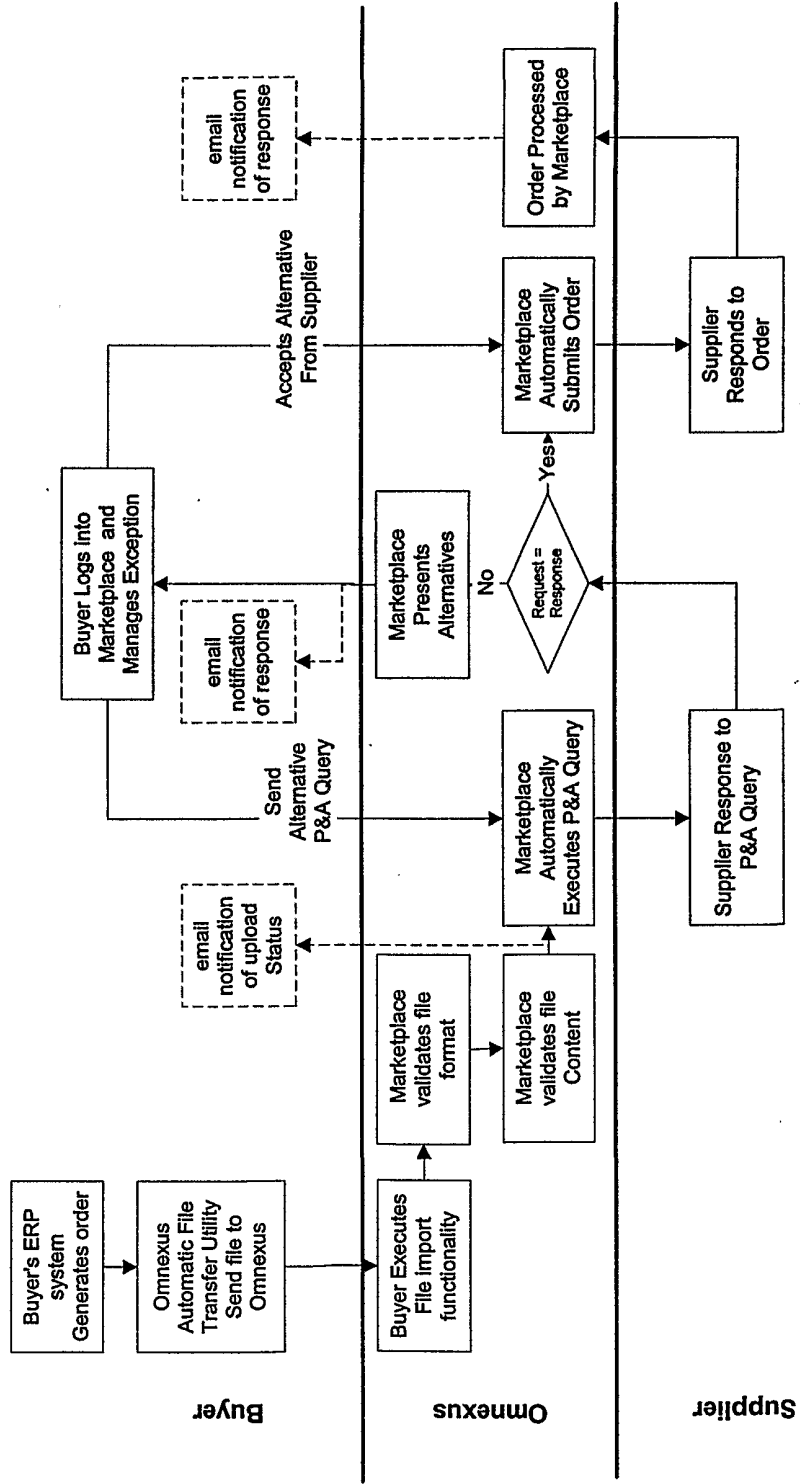 Buyer
Buyer's ERP
system
Generates order
Omnexus
Automatic File
Transfer Utility
Send file to
Omnexus
email
notification
of upload
Status
Send
Alternative
P&A Query
Buyer Logs into
Marketplace and
Manages Exception
email
notification
of response
Accepts Alternative
From Supplier
email
notification
of response
Omnexus
Buyer Executes
File Import
functionality
Marketplace
validates file
format
Marketplace
validates file
Content
Marketplace
Automatically
Executes P&A Query
Marketplace
Presents
Alternatives
No
Request =
Response
Yes
Marketplace
Automatically
Submits Order
Order Processed
by Marketplace
Supplier
Supplier Response to
P&A Query
Supplier
Responds to
Order